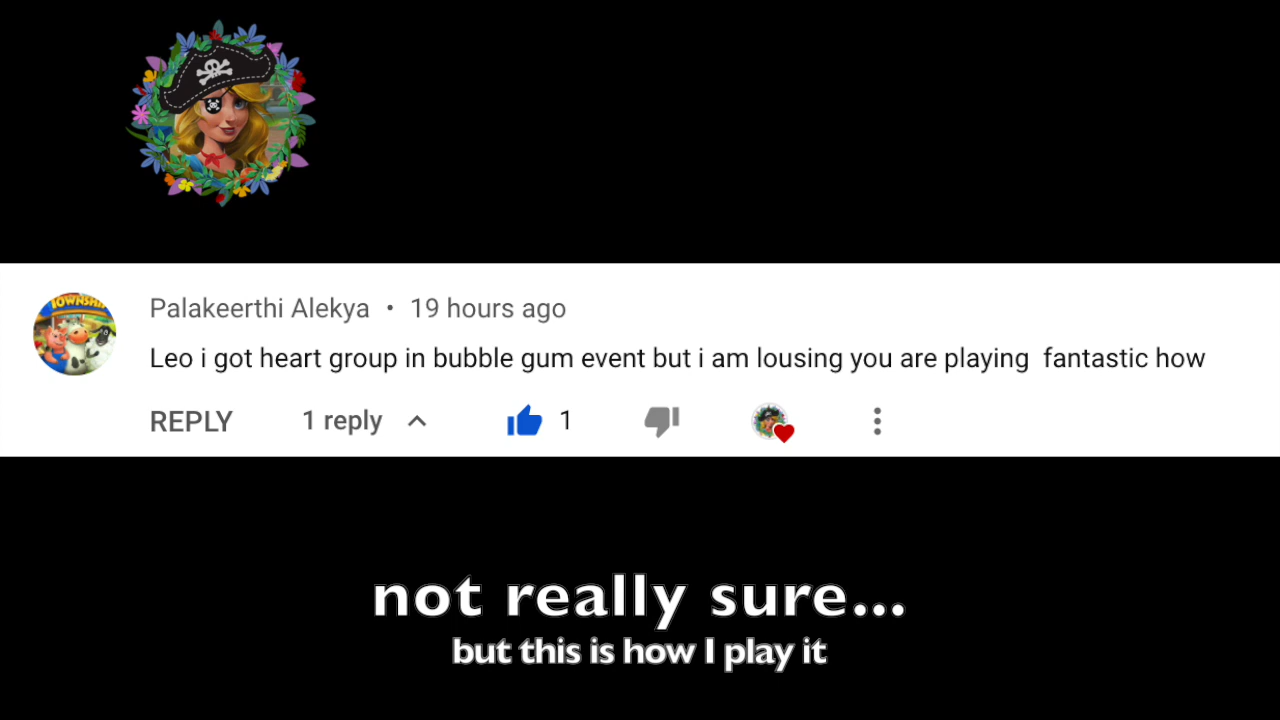 TOWNSHIP
Palakeerthi Alekya • 19 hours ago
Leo i got heart group in bubble gum event but i am lousing you are playing fantastic how
REPLY 1 reply 1
not really sure...
but this is how I play it